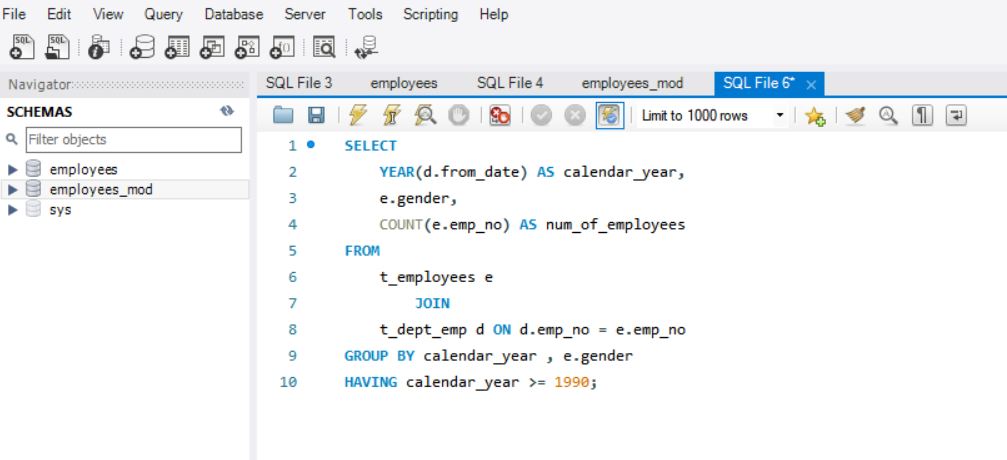 File Edit View Query Database Server Tools Scripting Help
SQL SQL
Navigator
SQL File 3 employees SQL File 4 employees_mod SQL File 6* ×
SCHEMAS
Limit to 1000 rows
Filter objects
employees
employees_mod
sys
1 SELECT
2 YEAR(d.from_date) AS calendar_year,
3 e.gender,
4 COUNT(e.emp_no) AS num_of_employees
5 FROM
6 t_employees e
7 JOIN
8 t_dept_emp d ON d.emp_no = e.emp_no
9 GROUP BY calendar_year , e.gender
10 HAVING calendar_year >= 1990;